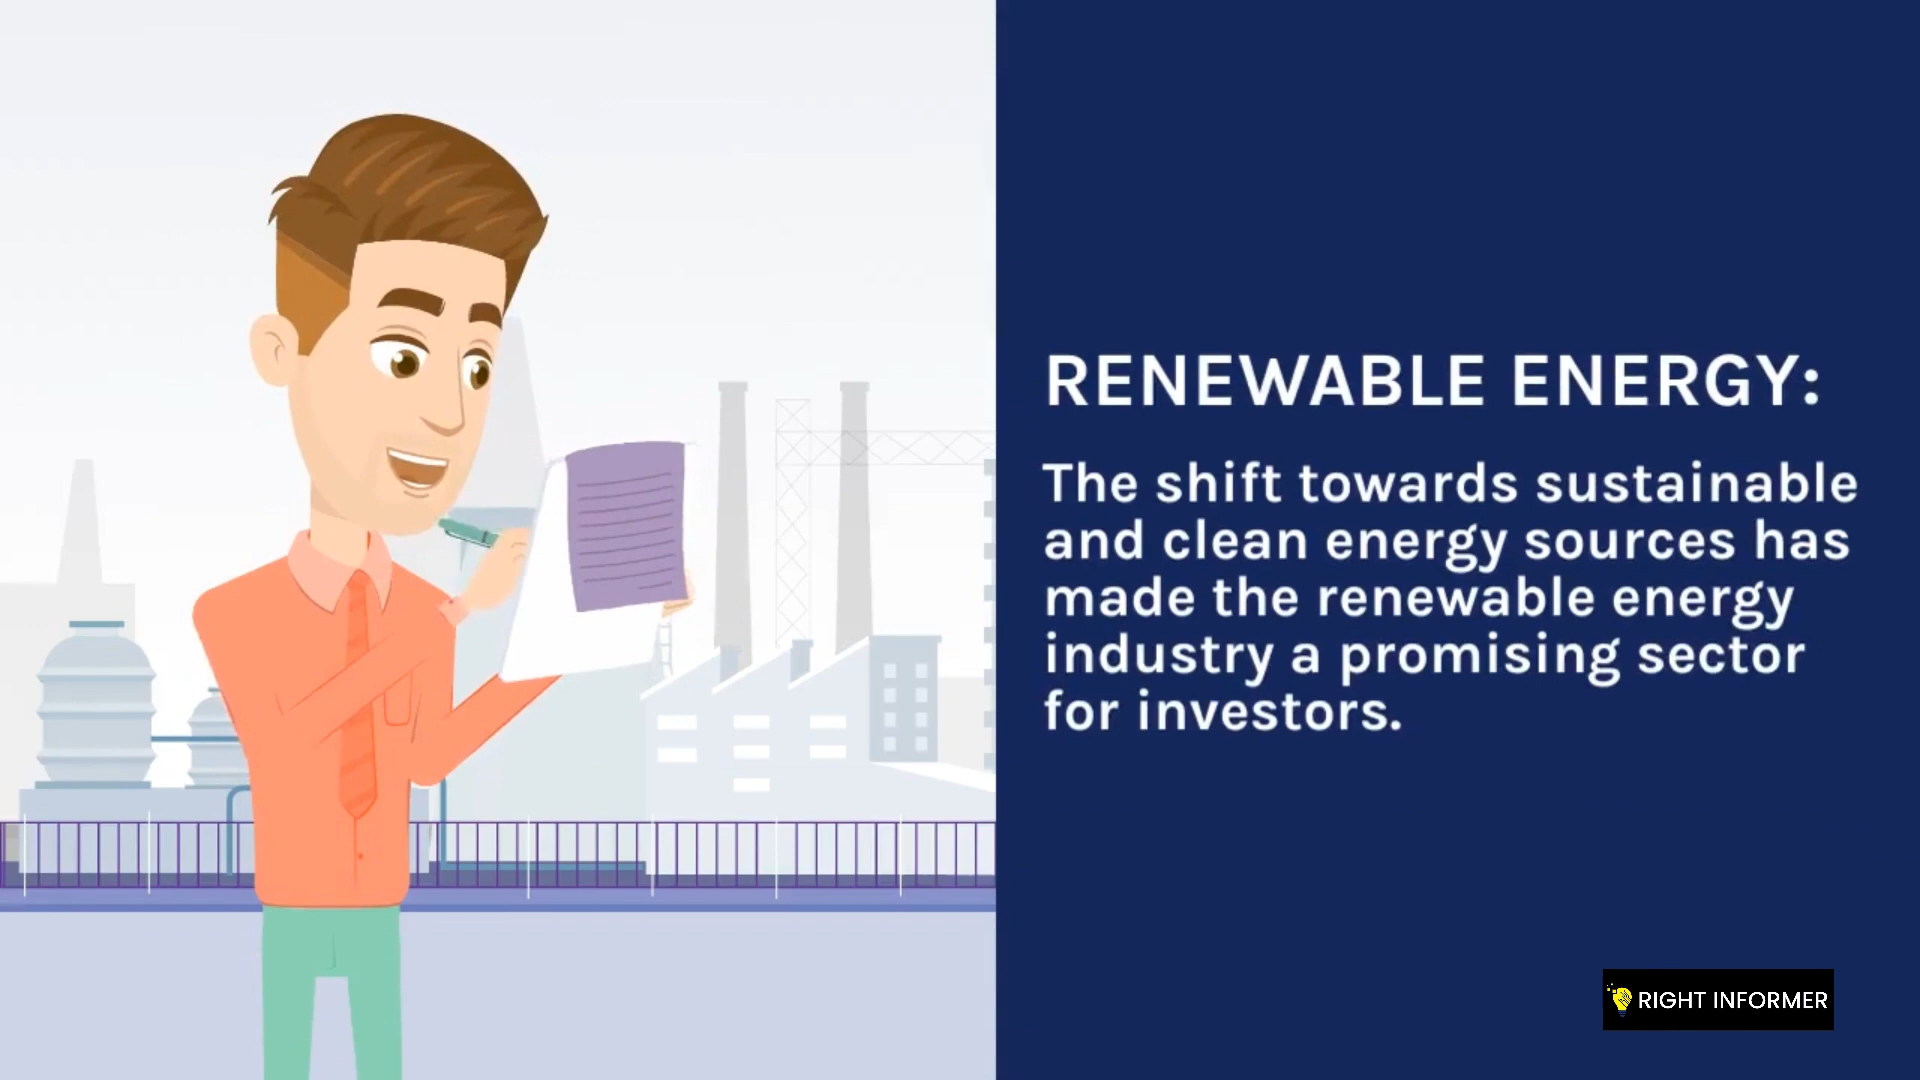 RENEWABLE ENERGY:
The shift towards sustainable
and clean energy sources has
made the renewable energy
industry a promising sector
for investors.
RIGHT INFORMER